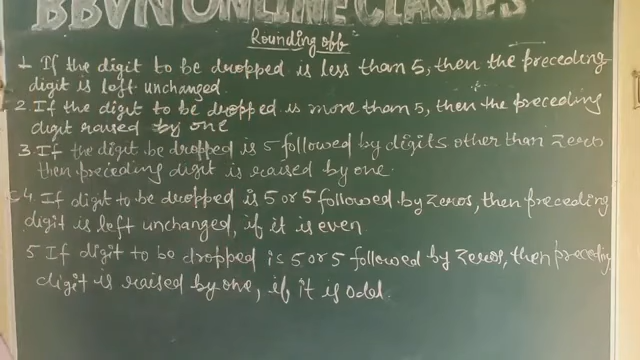 BBVN ONLINE CLASSES
Rounding off
1 If the digit to be dropped is less than 5, then the preceding
digit is left unchanged.
2 If the digit to be dropped is more than 5, then the preceding
digit raised by one
3 If the digit be dropped is 5 followed by digits other than zero
then preceding digit is raised by one.
4 If digit to be dropped is 5 or 5 followed by zeros, then preceding
digit is left unchanged, if it is even.
5 If digit to be dropped is 5 or 5 followed by zeros, then preceding
digit is raised by one, if it is odd.